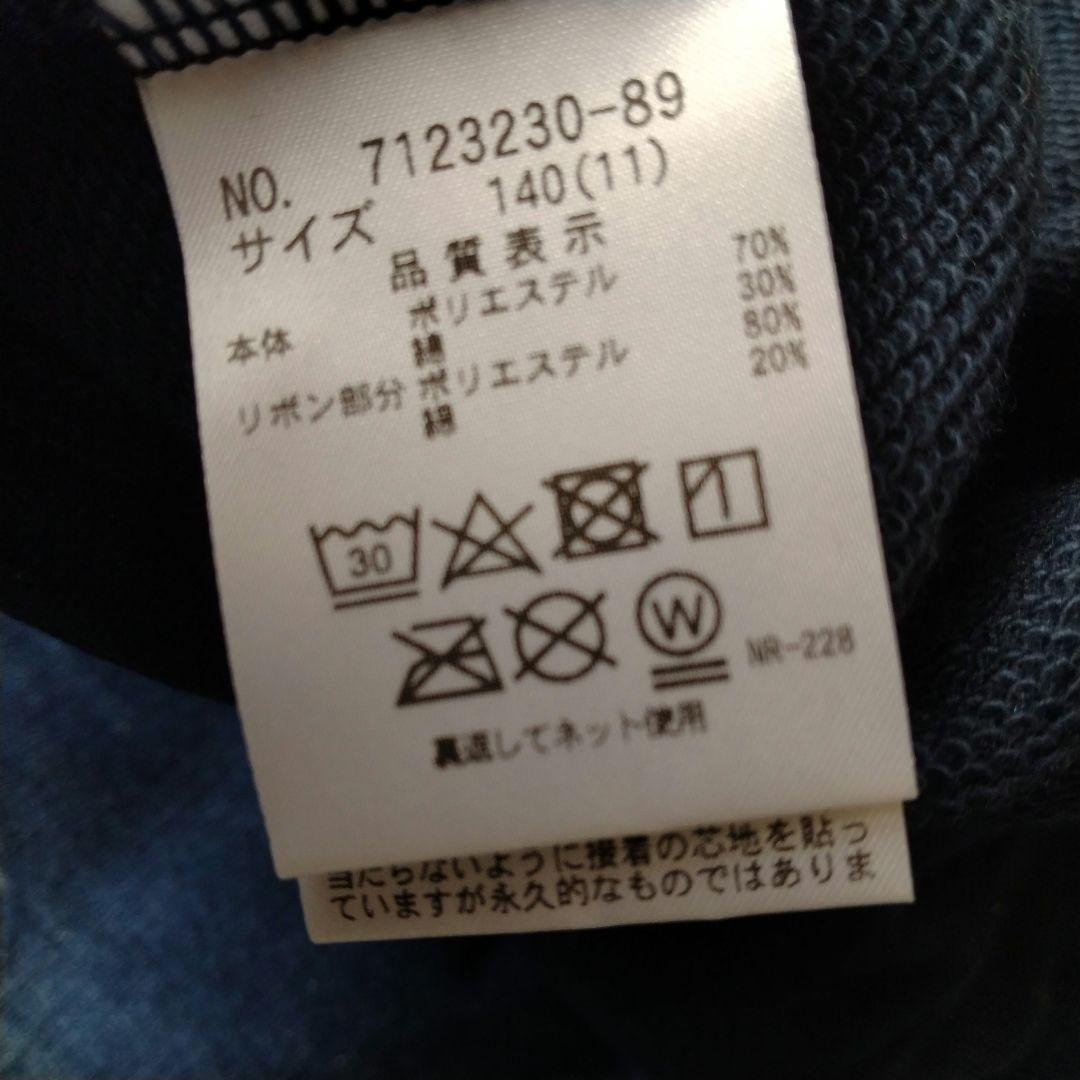 NO. 7123230-89
サイズ 140(11)
品質表示
本体 ポリエステル 70%
綿 30%
リボン部分 ポリエステル 80%
綿 20%
30
W NR-228
裏返してネット使用
当たらないように接着の芯地を貼っ
ていますが永久的なものではありま